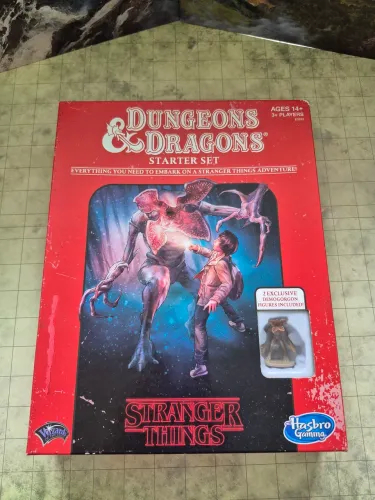 DUNGEONS
& DRAGONS®
STARTER SET
EVERYTHING YOU NEED TO EMBARK ON A STRANGER THINGS ADVENTURE!
AGES 14+
3+ PLAYERS
2 EXCLUSIVE
DEMOGORGON
FIGURES INCLUDED!
STRANGER
THINGS
Wizards
Hasbro
Gaming